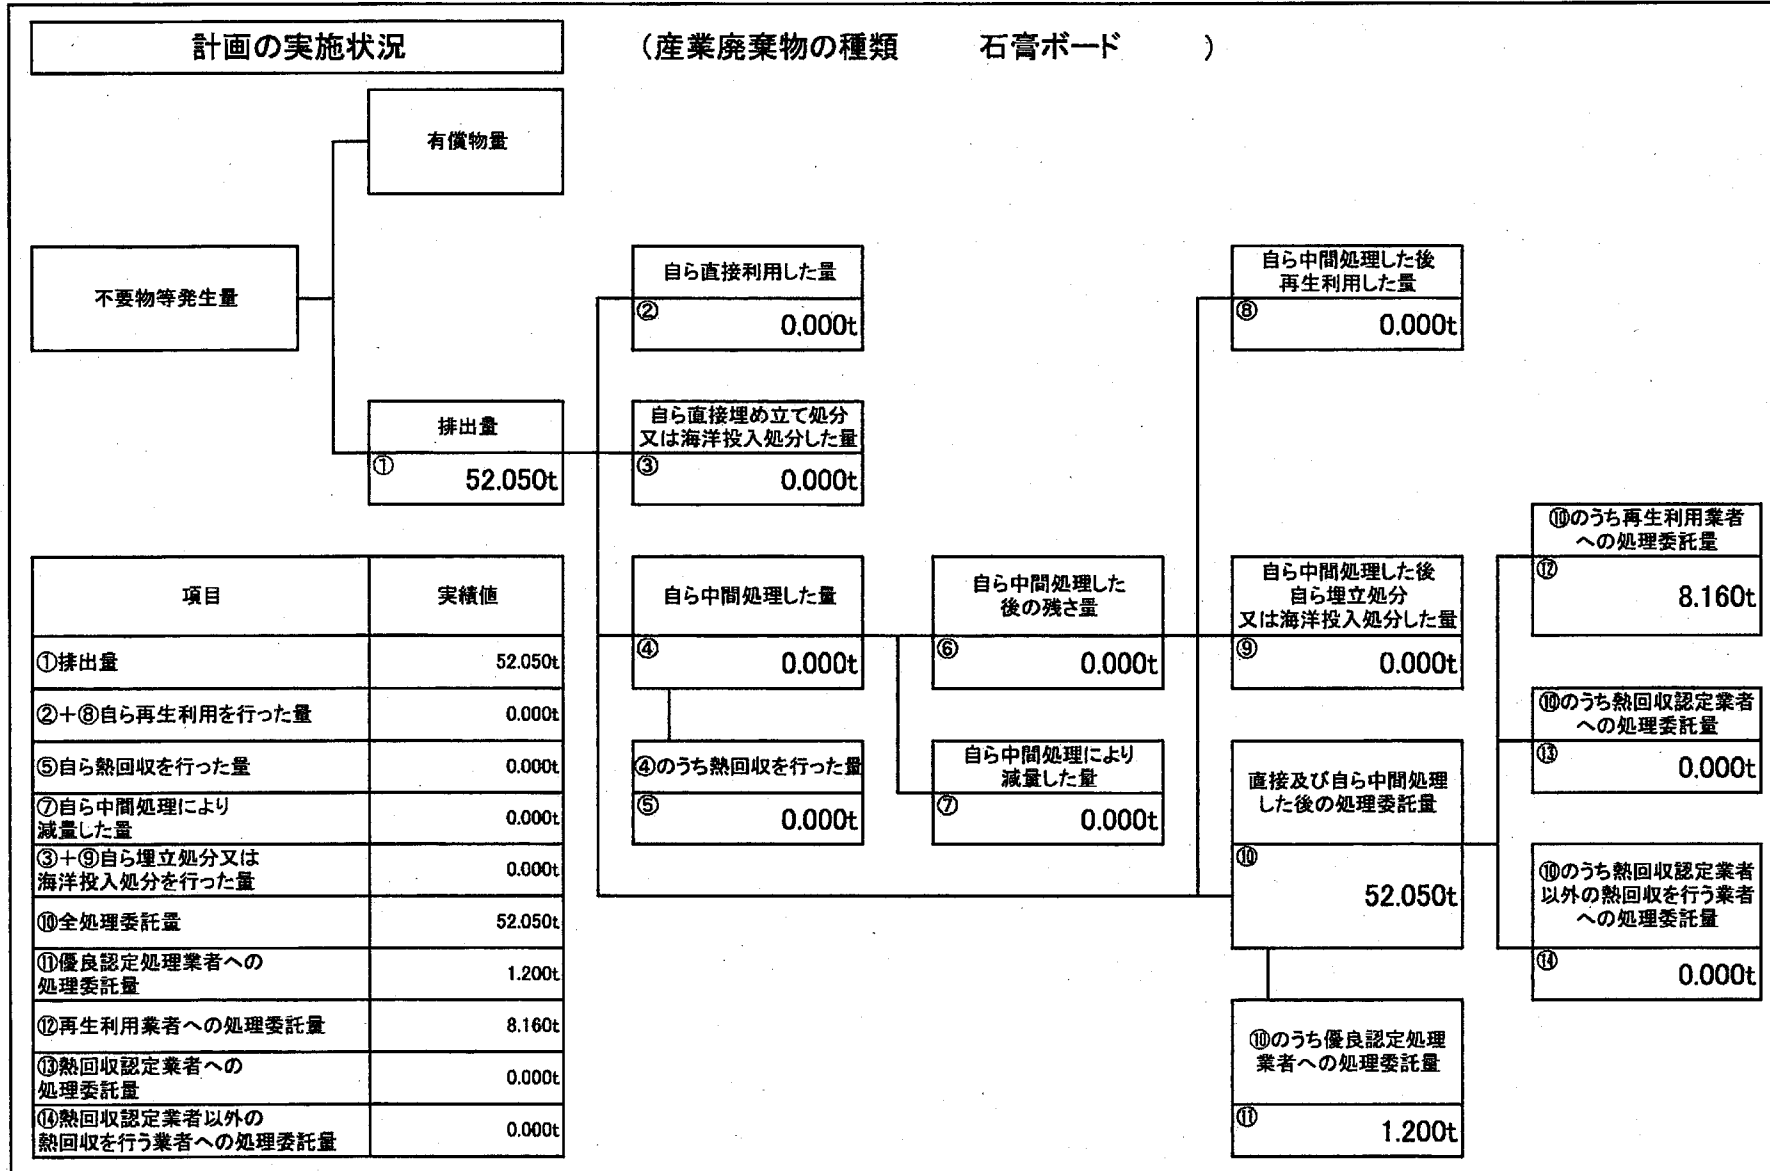 計画の実施状況
（産業廃棄物の種類　石膏ボード　）
有償物量
不要物等発生量
排出量
①
52.050t
自ら直接利用した量
②
0.000t
自ら直接埋め立て処分
又は海洋投入処分した量
③
0.000t
自ら中間処理した量
④
0.000t
④のうち熱回収を行った量
⑤
0.000t
自ら中間処理した
後の残さ量
⑥
0.000t
自ら中間処理により
減量した量
⑦
0.000t
自ら中間処理した後
再生利用した量
⑧
0.000t
自ら中間処理した後
自ら埋立処分
又は海洋投入処分した量
⑨
0.000t
直接及び自ら中間処理
した後の処理委託量
⑩
52.050t
⑩のうち優良認定処理
業者への処理委託量
⑪
1.200t
⑩のうち再生利用業者
への処理委託量
⑫
8.160t
⑩のうち熱回収認定業者
への処理委託量
⑬
0.000t
⑩のうち熱回収認定業者
以外の熱回収を行う業者
への処理委託量
⑭
0.000t
項目 実績値
①排出量 52.050t
②＋⑧自ら再生利用を行った量 0.000t
⑤自ら熱回収を行った量 0.000t
⑦自ら中間処理により
減量した量 0.000t
③＋⑨自ら埋立処分又は
海洋投入処分を行った量 0.000t
⑩全処理委託量 52.050t
⑪優良認定処理業者への
処理委託量 1.200t
⑫再生利用業者への処理委託量 8.160t
⑬熱回収認定業者への
処理委託量 0.000t
⑭熱回収認定業者以外の
熱回収を行う業者への処理委託量 0.000t